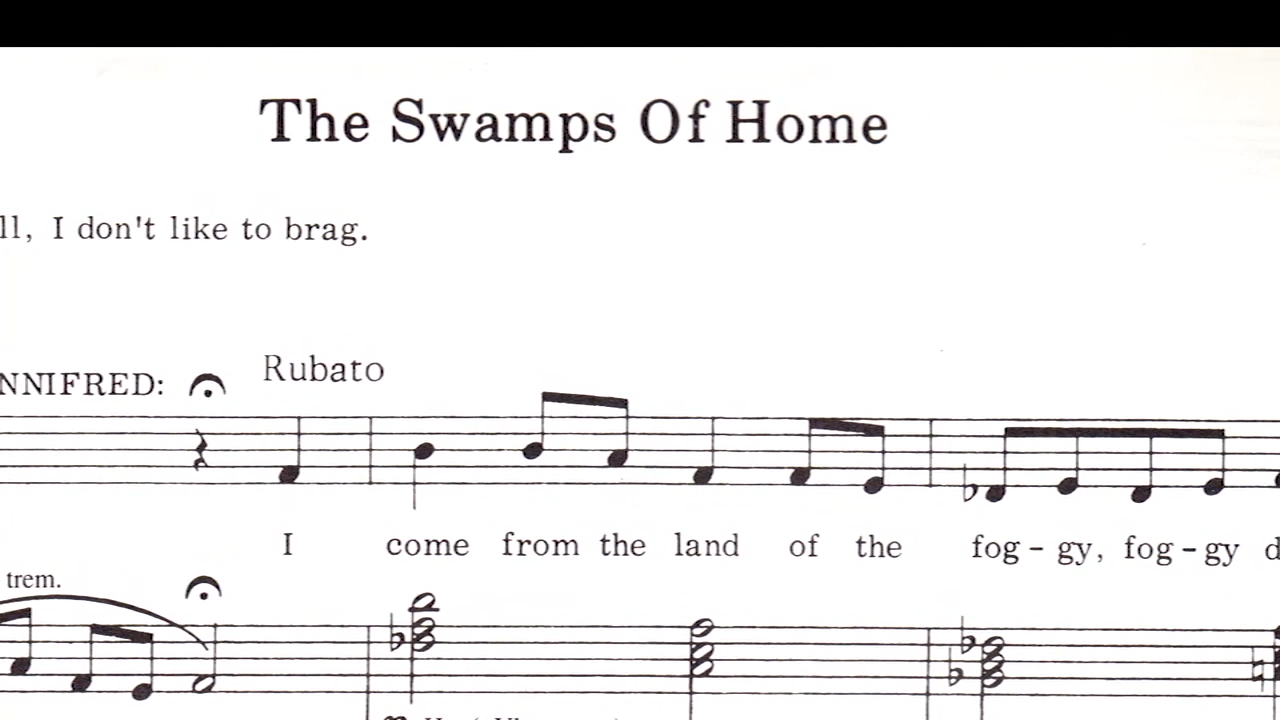 The Swamps Of Home
ll, I don't like to brag.
NNIFRED: Rubato
I come from the land of the fog - gy, fog - gy d
trem.